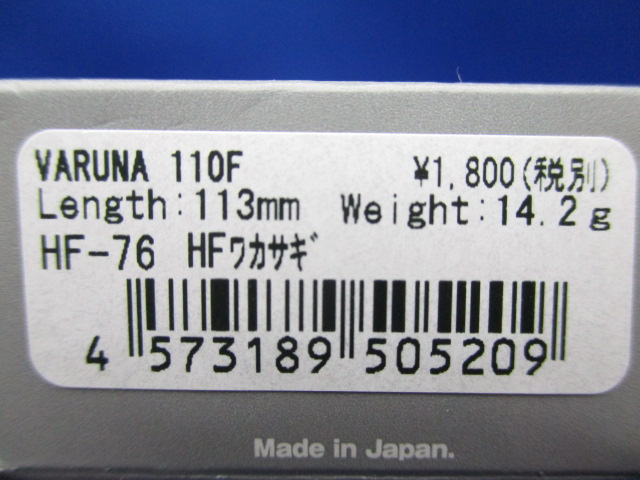 VARUNA 110F ¥1,800(税別)
Length:113mm Weight:14.2g
HF-76 HFワカサギ
4 573189 505209
Made in Japan.